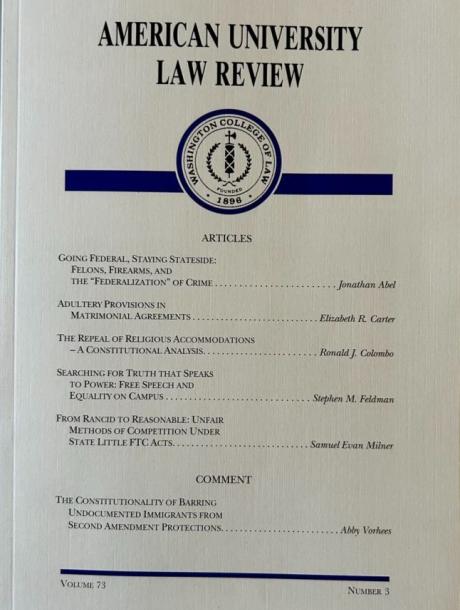 AMERICAN UNIVERSITY
LAW REVIEW
WASHINGTON COLLEGE OF LAW
FOUNDED
1896
ARTICLES
GOING FEDERAL, STAYING STATESIDE:
FELONS, FIREARMS, AND
THE "FEDERALIZATION" OF CRIME . . . . . . . . . . . . . . . . . . . . . . . . . . . . Jonathan Abel
ADULTERY PROVISIONS IN
MATRIMONIAL AGREEMENTS . . . . . . . . . . . . . . . . . . . . . . . . . . . . Elizabeth R. Carter
THE REPEAL OF RELIGIOUS ACCOMMODATIONS
– A CONSTITUTIONAL ANALYSIS. . . . . . . . . . . . . . . . . . . . . . . . . . Ronald J. Colombo
SEARCHING FOR TRUTH THAT SPEAKS
TO POWER: FREE SPEECH AND
EQUALITY ON CAMPUS . . . . . . . . . . . . . . . . . . . . . . . . . . . . . . . . Stephen M. Feldman
FROM RANCID TO REASONABLE: UNFAIR
METHODS OF COMPETITION UNDER
STATE LITTLE FTC ACTS. . . . . . . . . . . . . . . . . . . . . . . . . . . . . . Samuel Evan Milner
COMMENT
THE CONSTITUTIONALITY OF BARRING
UNDOCUMENTED IMMIGRANTS FROM
SECOND AMENDMENT PROTECTIONS. . . . . . . . . . . . . . . . . . . . . . . . . Abby Vorhees
VOLUME 73
NUMBER 3